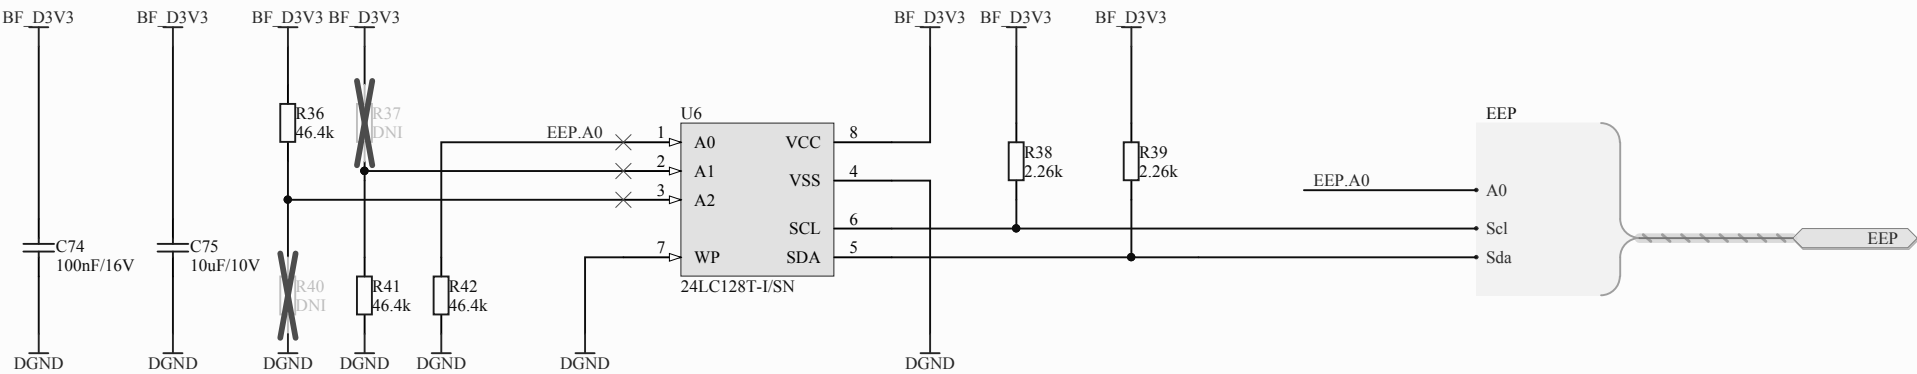 BF_D3V3
BF_D3V3
BF_D3V3
BF_D3V3
BF_D3V3
BF_D3V3
BF_D3V3
R36
46.4k
R37
DNI
U6
EEP
EEP.A0
1
A0
VCC
8
2
A1
3
A2
VSS
4
SCL
6
7
WP
SDA
5
24LC128T-I/SN
R38
2.26k
R39
2.26k
EEP.A0
A0
Scl
Sda
EEP
C74
100nF/16V
C75
10uF/10V
R40
DNI
R41
46.4k
R42
46.4k
DGND
DGND
DGND
DGND
DGND
DGND
DGND